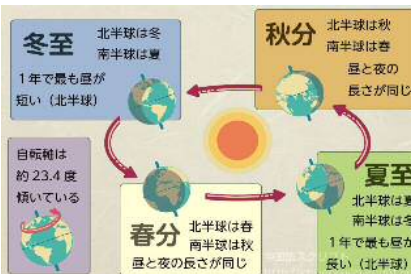 冬至
北半球は冬
南半球は夏
1年で最も昼が
短い（北半球）
秋分
北半球は秋
南半球は春
昼と夜の
長さが同じ
自転軸は
約23.4度
傾いている
春分
北半球は春
南半球は秋
昼と夜の長さが同じ
夏至
北半球は夏
南半球は冬
1年で最も昼が
長い（北半球）